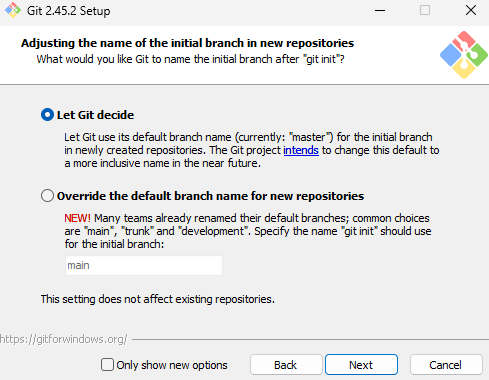 Git 2.45.2 Setup
Adjusting the name of the initial branch in new repositories
What would you like Git to name the initial branch after "git init"?
Let Git decide
Let Git use its default branch name (currently: "master") for the initial branch
in newly created repositories. The Git project intends to change this default to
a more inclusive name in the near future.
Override the default branch name for new repositories
NEW! Many teams already renamed their default branches; common choices
are "main", "trunk" and "development". Specify the name "git init" should use
for the initial branch:
main
This setting does not affect existing repositories.
https://gitforwindows.org/
Only show new options
Back
Next
Cancel